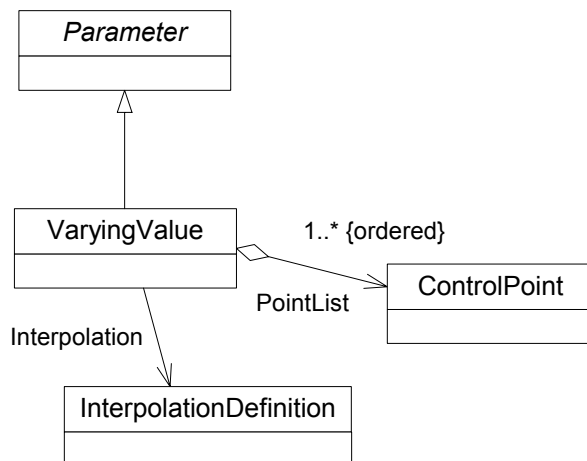 Parameter
VaryingValue
1..* {ordered}
ControlPoint
PointList
Interpolation
InterpolationDefinition